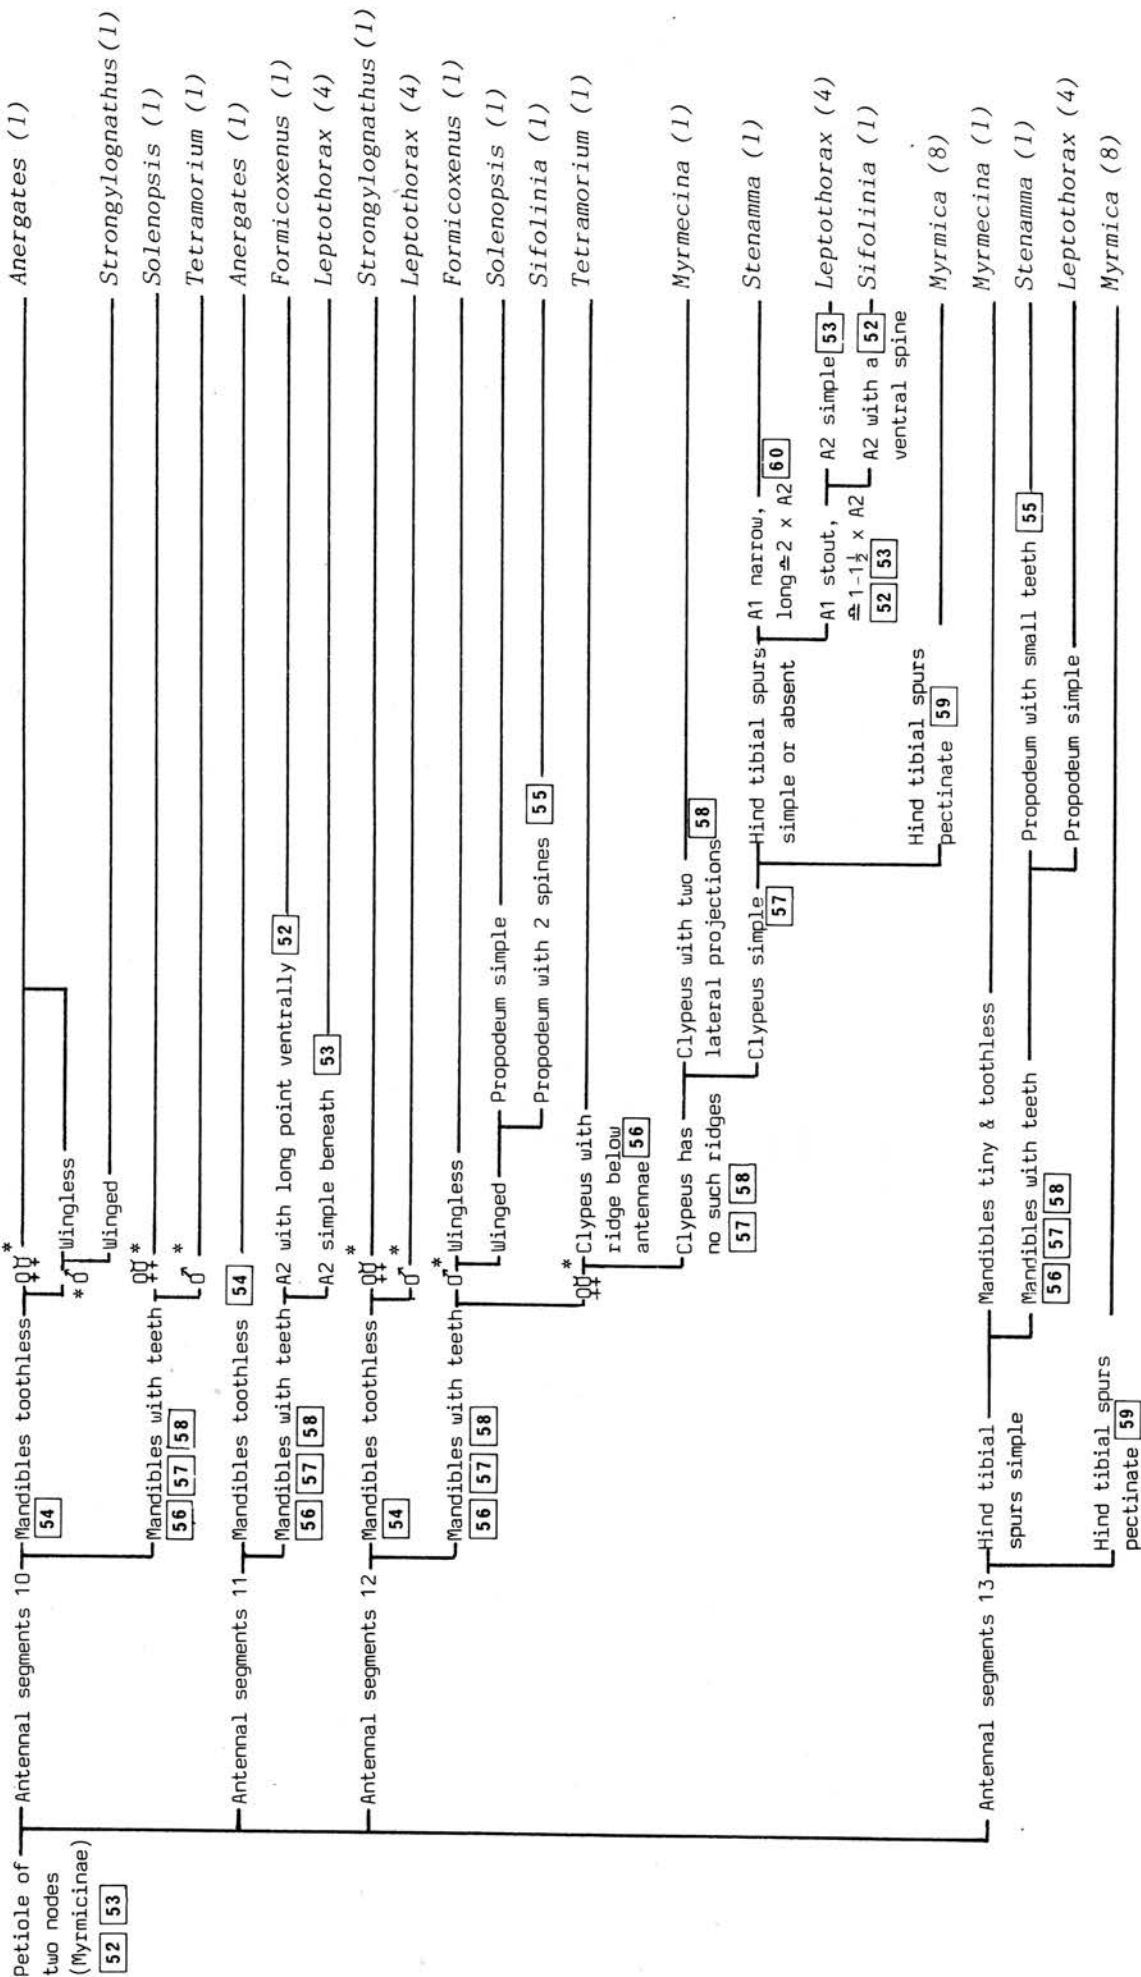 Petiole of
two nodes
(Myrmicinae)
52 53
Antennal segments 10
Mandibles toothless
54
☿♀ *
Anergates (1)
* ♂
Wingless
Winged
Strongylognathus (1)
Mandibles with teeth
56 57 58
☿♀
Solenopsis (1)
♂ *
Tetramorium (1)
Antennal segments 11
Mandibles toothless 54
Anergates (1)
Mandibles with teeth
56 57 58
A2 with long point ventrally 52
Formicoxenus (1)
A2 simple beneath 53
Leptothorax (4)
Antennal segments 12
Mandibles toothless
54
☿♀ *
Strongylognathus (1)
♂ *
Leptothorax (4)
Mandibles with teeth
56 57 58
♂ *
Wingless
Formicoxenus (1)
Winged
Propodeum simple
Solenopsis (1)
Propodeum with 2 spines 55
Sifolinia (1)
☿♀ *
Clypeus with
ridge below
antennae 56
Tetramorium (1)
Clypeus has
no such ridges
57 58
Clypeus with two
lateral projections 58
Myrmecina (1)
Clypeus simple
57
Hind tibial spurs
simple or absent
A1 narrow,
long ≏ 2 x A2 60
Stenamma (1)
A1 stout,
≏ 1-1½ x A2
52 53
A2 simple 53
Leptothorax (4)
A2 with a 52
ventral spine
Sifolinia (1)
Hind tibial spurs
pectinate 59
Myrmica (8)
Antennal segments 13
Hind tibial
spurs simple
Mandibles tiny & toothless
Myrmecina (1)
Mandibles with teeth
56 57 58
Propodeum with small teeth 55
Stenamma (1)
Propodeum simple
Leptothorax (4)
Hind tibial spurs
pectinate 59
Myrmica (8)